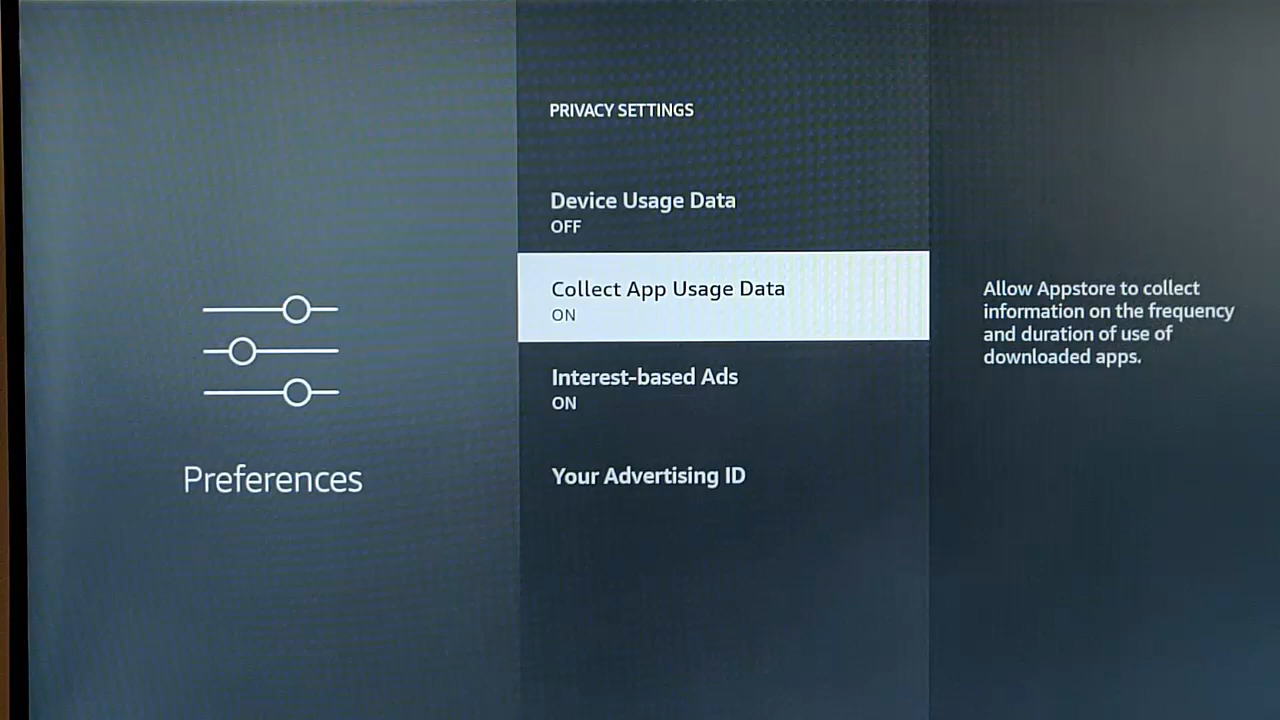 PRIVACY SETTINGS
Device Usage Data
OFF
Collect App Usage Data
ON
Allow Appstore to collect
information on the frequency
and duration of use of
downloaded apps.
Interest-based Ads
ON
Preferences
Your Advertising ID